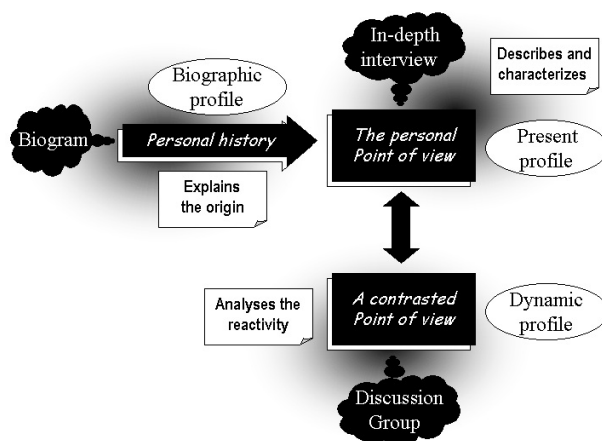 In-depth
interview
Describes and
characterizes
Biographic
profile
Biogram
Personal history
The personal
Point of view
Present
profile
Explains
the origin
Analyses the
reactivity
A contrasted
Point of view
Dynamic
profile
Discussion
Group